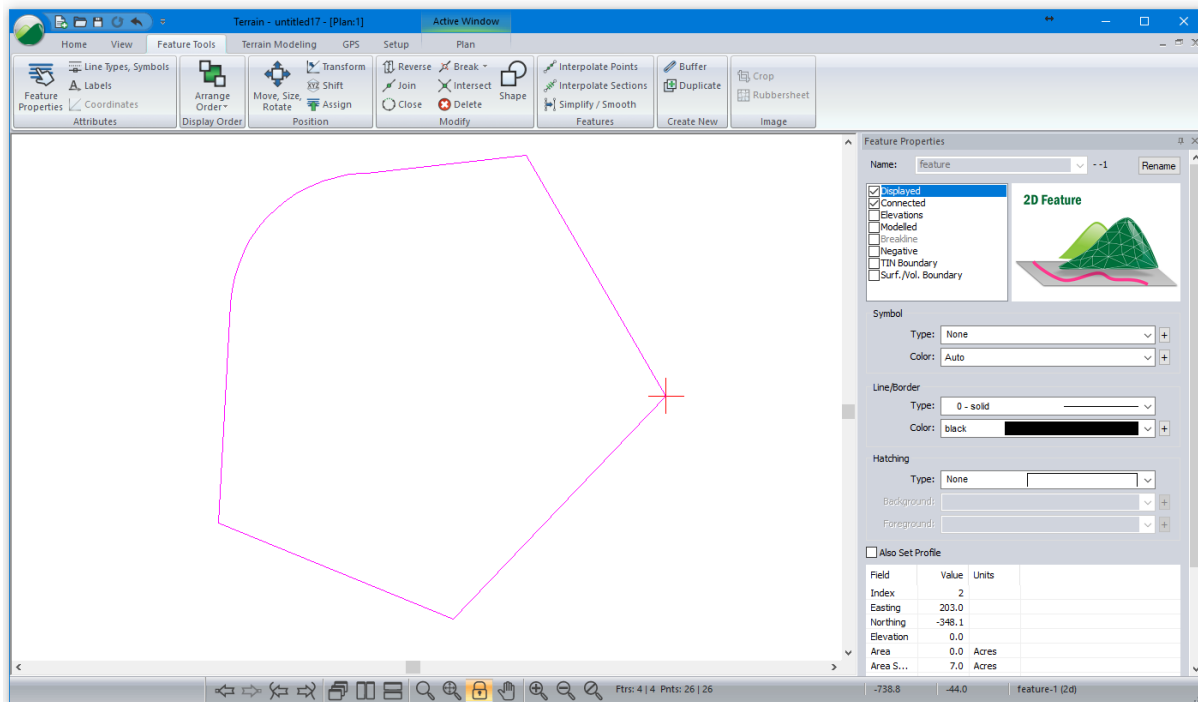 Terrain - untitled17 - [Plan:1]
Active Window
Home View Feature Tools Terrain Modeling GPS Setup Plan
Feature Properties
Line Types, Symbols
Labels
Coordinates
Attributes
Arrange Order
Display Order
Move, Size, Rotate
Transform
XYZ Shift
Assign
Position
Reverse
Join
Close
Break
Intersect
Delete
Shape
Modify
Interpolate Points
Interpolate Sections
Simplify / Smooth
Features
Buffer
Duplicate
Create New
Crop
Rubbersheet
Image
Feature Properties
Name: feature - -1 Rename
Displayed
Connected
Elevations
Modelled
Breakline
Negative
TIN Boundary
Surf./Vol. Boundary
2D Feature
Symbol
Type: None +
Color: Auto +
Line/Border
Type: 0 - solid
Color: black +
Hatching
Type: None
Background: +
Foreground: +
Also Set Profile
Field Value Units
Index 2
Easting 203.0
Northing -348.1
Elevation 0.0
Area 0.0 Acres
Area S... 7.0 Acres
Ftrs: 4 | 4 Pnts: 26 | 26
-738.8 -44.0 feature-1 (2d)